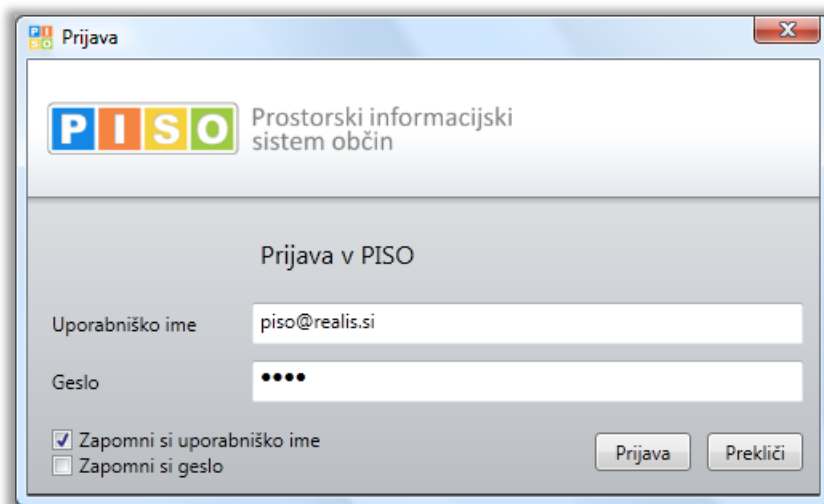 Prijava
PISO
Prostorski informacijski
sistem občin
Prijava v PISO
Uporabniško ime
piso@realis.si
Geslo
••••
Zapomni si uporabniško ime
Zapomni si geslo
Prijava
Prekliči